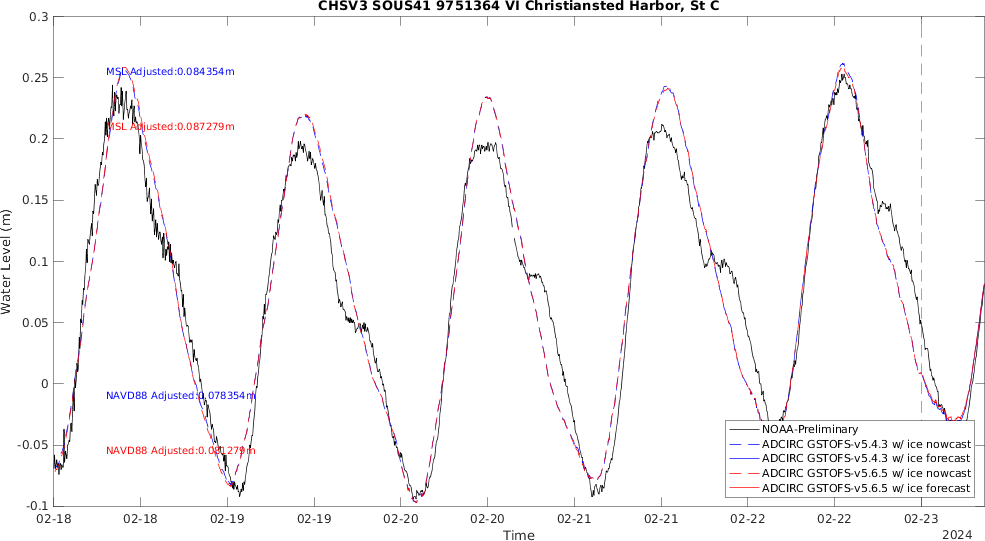 CHSV3 SOUS41 9751364 VI Christiansted Harbor, St C
0.3
0.25
0.2
0.15
0.1
0.05
0
-0.05
-0.1
Water Level (m)
MSL Adjusted:0.084354m
MSL Adjusted:0.087279m
NAVD88 Adjusted:0.078354m
NAVD88 Adjusted:0.081279m
NOAA-Preliminary
ADCIRC GSTOFS-v5.4.3 w/ ice nowcast
ADCIRC GSTOFS-v5.4.3 w/ ice forecast
ADCIRC GSTOFS-v5.6.5 w/ ice nowcast
ADCIRC GSTOFS-v5.6.5 w/ ice forecast
02-18 02-18 02-19 02-19 02-20 02-20 02-21 02-21 02-22 02-22 02-23
Time
2024